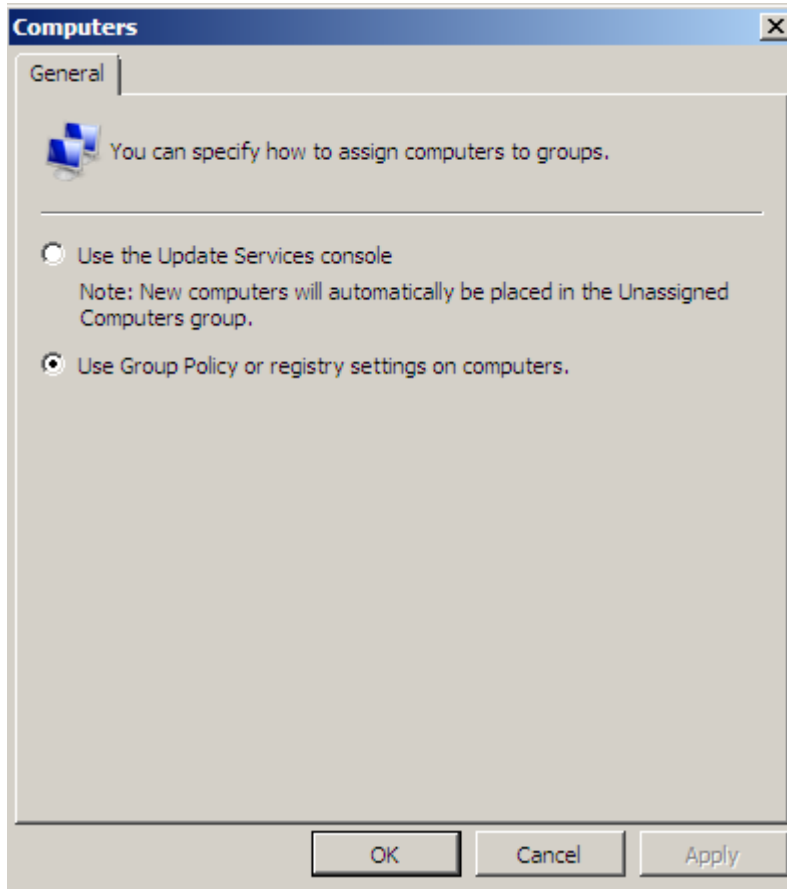 Computers
General
You can specify how to assign computers to groups.
Use the Update Services console
Note: New computers will automatically be placed in the Unassigned
Computers group.
Use Group Policy or registry settings on computers.
OK Cancel Apply